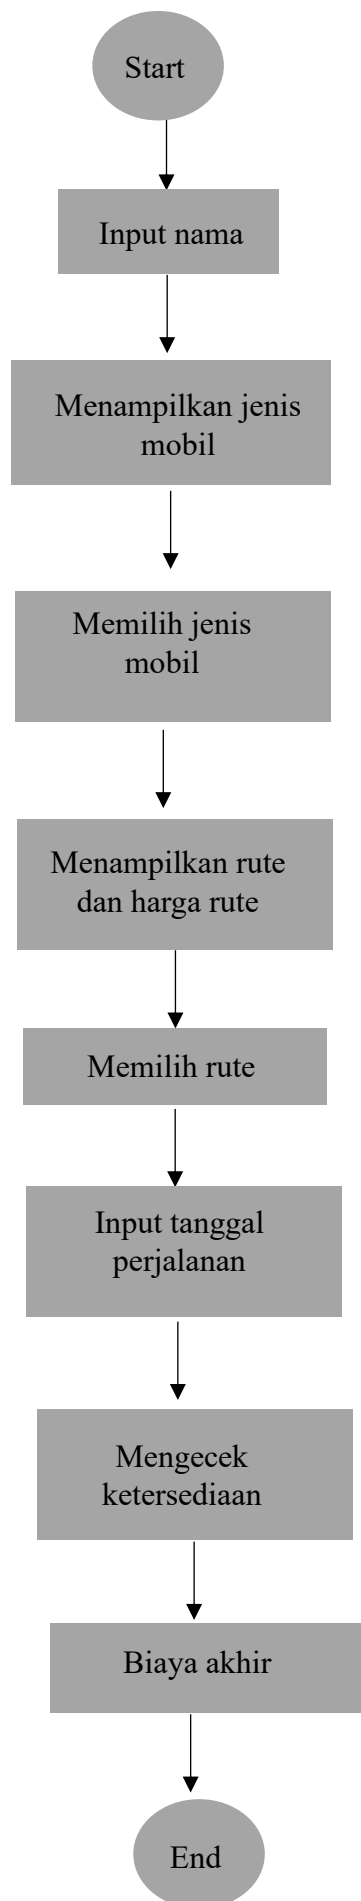 Start
Input nama
Menampilkan jenis
mobil
Memilih jenis
mobil
Menampilkan rute
dan harga rute
Memilih rute
Input tanggal
perjalanan
Mengecek
ketersediaan
Biaya akhir
End